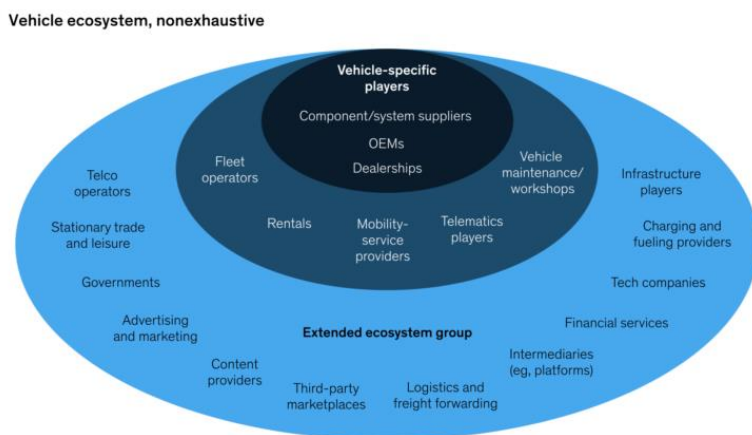 Vehicle ecosystem, nonexhaustive
Vehicle-specific
players
Component/system suppliers
OEMs
Dealerships
Fleet
operators
Vehicle
maintenance/
workshops
Rentals
Mobility-
service
providers
Telematics
players
Telco
operators
Infrastructure
players
Stationary trade
and leisure
Charging and
fueling providers
Governments
Tech companies
Advertising
and marketing
Extended ecosystem group
Financial services
Content
providers
Intermediaries
(eg, platforms)
Third-party
marketplaces
Logistics and
freight forwarding